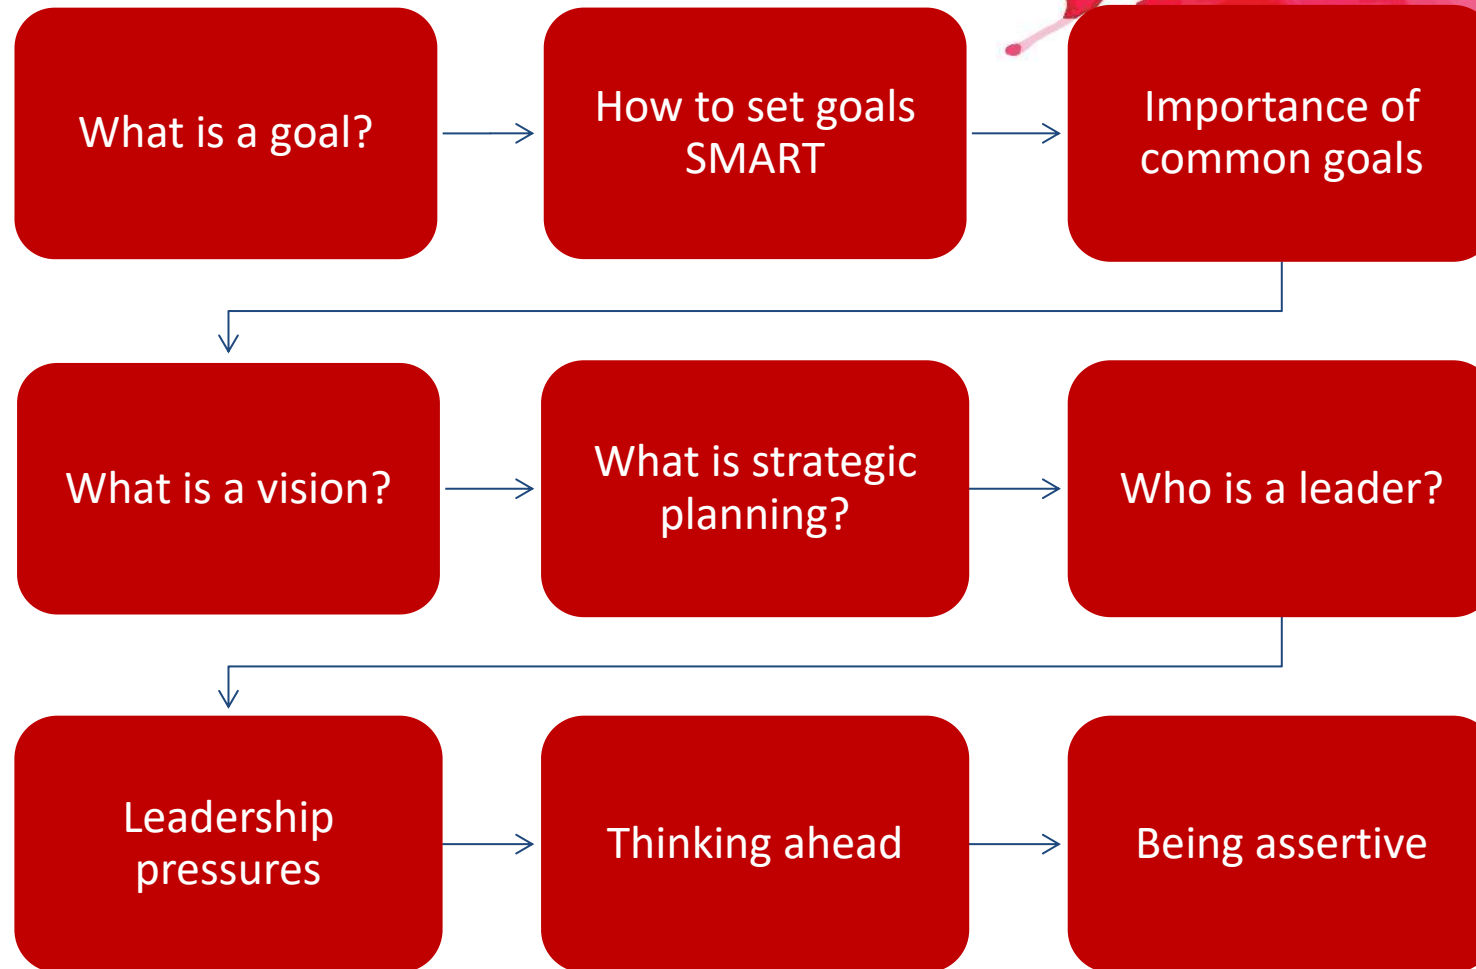 What is a goal?
How to set goals
SMART
Importance of
common goals
What is a vision?
What is strategic
planning?
Who is a leader?
Leadership
pressures
Thinking ahead
Being assertive